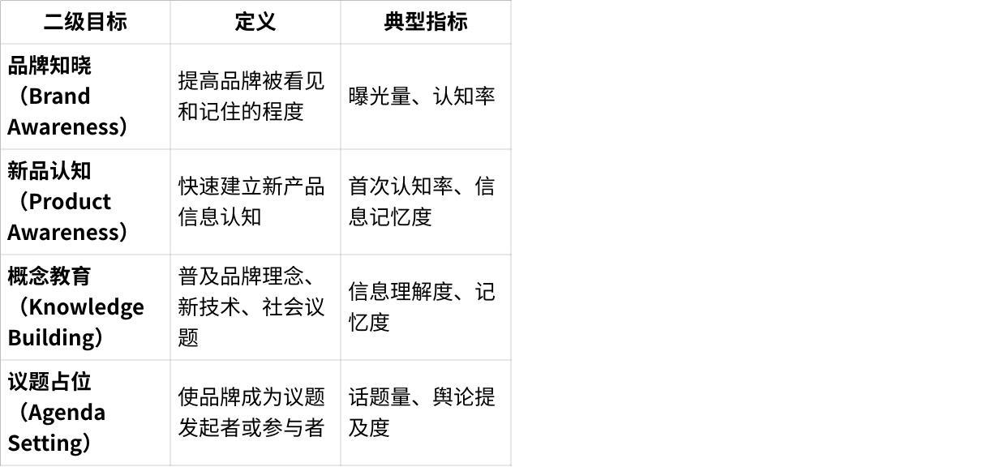 二级目标
定义
典型指标
品牌知晓
（Brand
Awareness）
提高品牌被看见
和记住的程度
曝光量、认知率
新品认知
（Product
Awareness）
快速建立新产品
信息认知
首次认知率、信
息记忆度
概念教育
（Knowledge
Building）
普及品牌理念、
新技术、社会议
题
信息理解度、记
忆度
议题占位
（Agenda
Setting）
使品牌成为议题
发起者或参与者
话题量、舆论提
及度